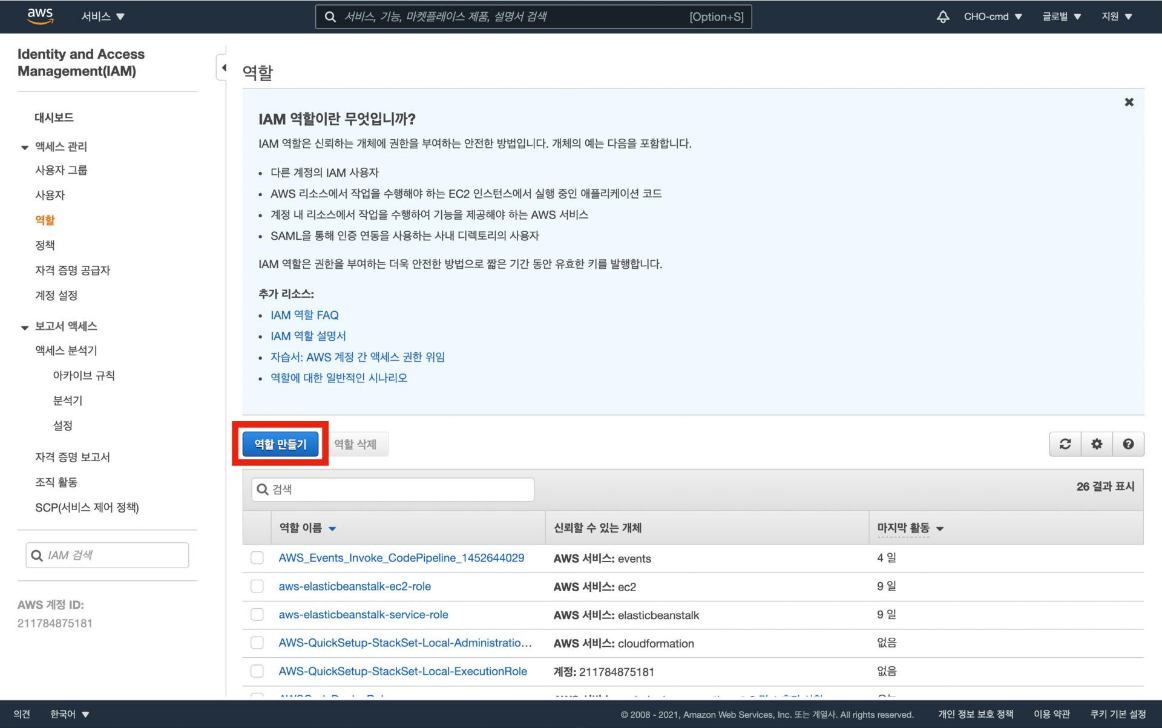 aws
서비스
서비스, 기능, 마켓플레이스 제품, 설명서 검색
[Option+S]
CHO-cmd
글로벌
지원
Identity and Access
Management(IAM)
대시보드
액세스 관리
사용자 그룹
사용자
역할
정책
자격 증명 공급자
계정 설정
보고서 액세스
액세스 분석기
아카이브 규칙
분석기
설정
자격 증명 보고서
조직 활동
SCP(서비스 제어 정책)
IAM 검색
AWS 계정 ID:
211784875181
역할
IAM 역할이란 무엇입니까?
IAM 역할은 신뢰하는 개체에 권한을 부여하는 안전한 방법입니다. 개체의 예는 다음을 포함합니다.
• 다른 계정의 IAM 사용자
• AWS 리소스에서 작업을 수행해야 하는 EC2 인스턴스에서 실행 중인 애플리케이션 코드
• 계정 내 리소스에서 작업을 수행하여 기능을 제공해야 하는 AWS 서비스
• SAML을 통해 인증 연동을 사용하는 사내 디렉토리의 사용자
IAM 역할은 권한을 부여하는 더욱 안전한 방법으로 짧은 기간 동안 유효한 키를 발행합니다.
추가 리소스:
• IAM 역할 FAQ
• IAM 역할 설명서
• 자습서: AWS 계정 간 액세스 권한 위임
• 역할에 대한 일반적인 시나리오
역할 만들기
역할 삭제
검색
26 결과 표시
역할 이름 신뢰할 수 있는 개체 마지막 활동
AWS_Events_Invoke_CodePipeline_1452644029 AWS 서비스: events 4 일
aws-elasticbeanstalk-ec2-role AWS 서비스: ec2 9 일
aws-elasticbeanstalk-service-role AWS 서비스: elasticbeanstalk 9 일
AWS-QuickSetup-StackSet-Local-Administratio... AWS 서비스: cloudformation 없음
AWS-QuickSetup-StackSet-Local-ExecutionRole 계정: 211784875181 없음
의견
한국어
© 2008 - 2021, Amazon Web Services, Inc. 또는 계열사. All rights reserved.
개인 정보 보호 정책
이용 약관
쿠키 기본 설정